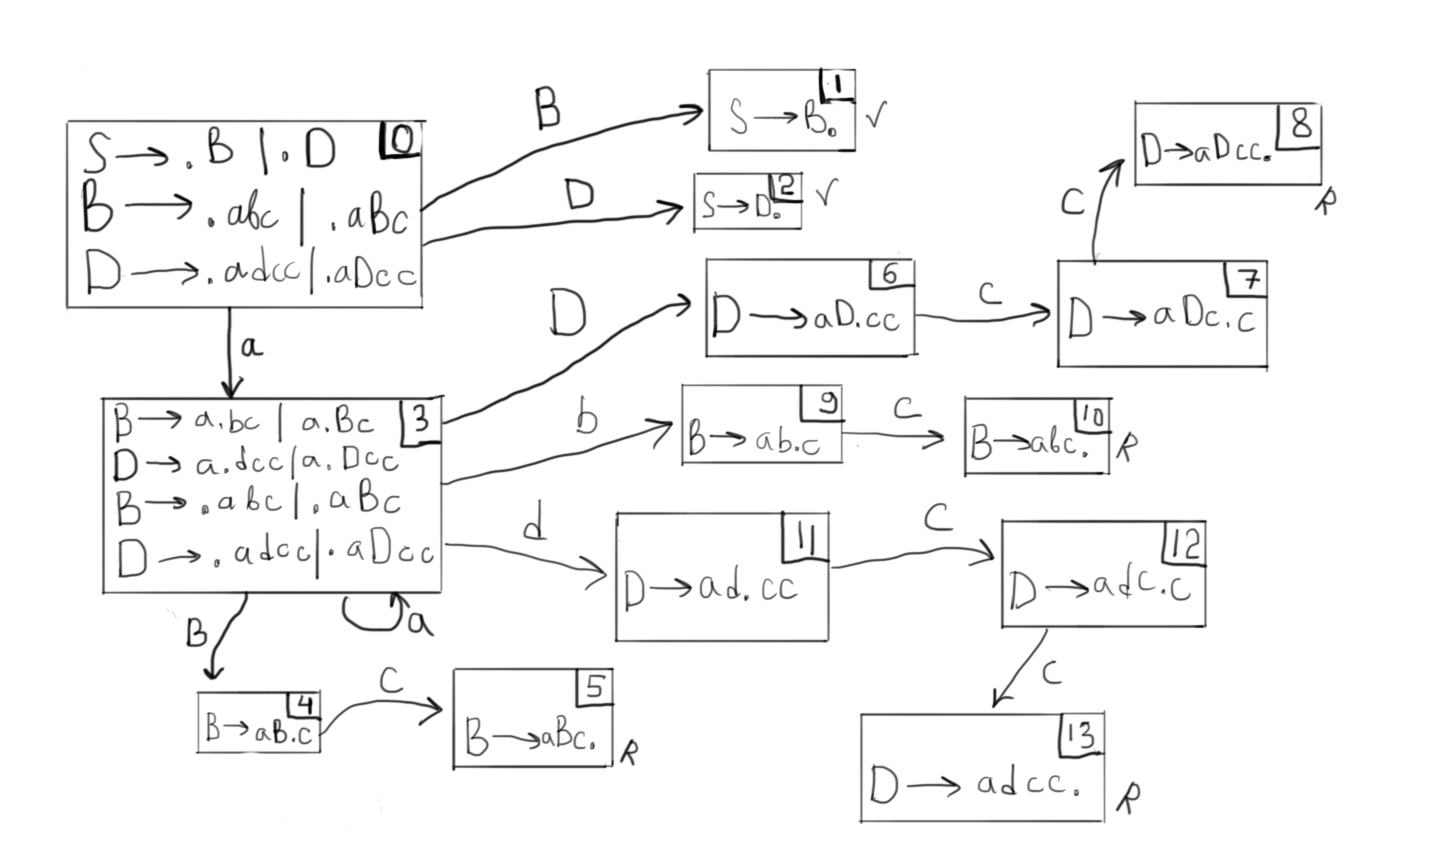 0
S → .B | .D
B → .abc | .aBc
D → .adcc | .aDcc
B
1
S → B. ✓
D
2
S → D. ✓
a
3
B → a.bc | a.Bc
D → a.dcc | a.Dcc
B → .abc | .aBc
D → .adcc | .aDcc
a
D
6
D → aD.cc
c
7
D → aDc.c
c
8
D → aDcc.
R
b
9
B → ab.c
c
10
B → abc. R
d
11
D → ad.cc
c
12
D → adc.c
c
13
D → adcc. R
B
4
B → aB.c
c
5
B → aBc. R